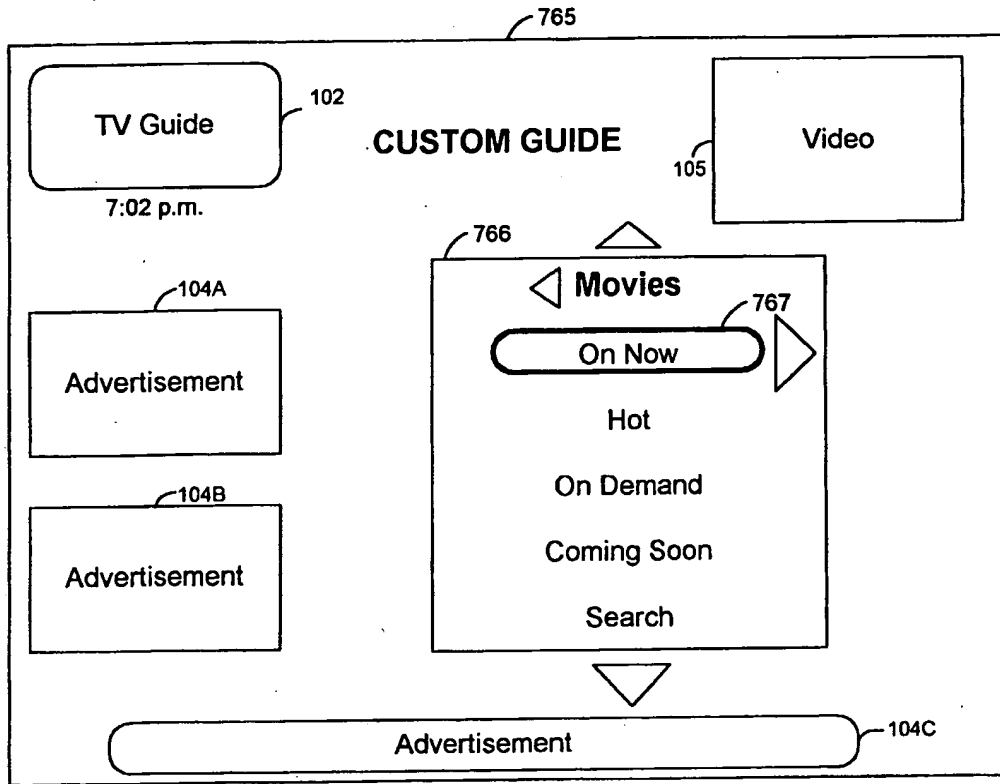 765
TV Guide
102
CUSTOM GUIDE
105
Video
7:02 p.m.
766
Movies
767
On Now
104A
Advertisement
Hot
On Demand
104B
Advertisement
Coming Soon
Search
Advertisement
104C